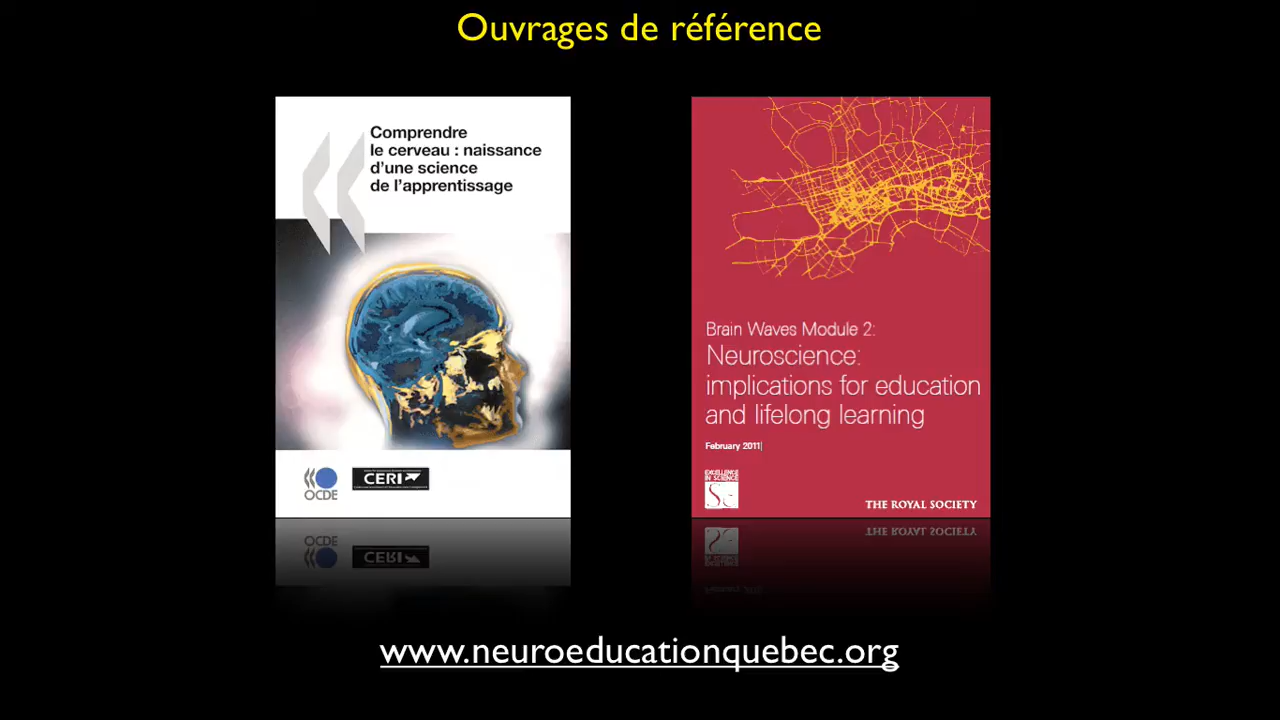 Ouvrages de référence
Comprendre
le cerveau : naissance
d'une science
de l'apprentissage
OCDE
CERI
Brain Waves Module 2:
Neuroscience:
implications for education
and lifelong learning
February 2011
EXCELLENCE
IN SCIENCE
THE ROYAL SOCIETY
www.neuroeducationquebec.org